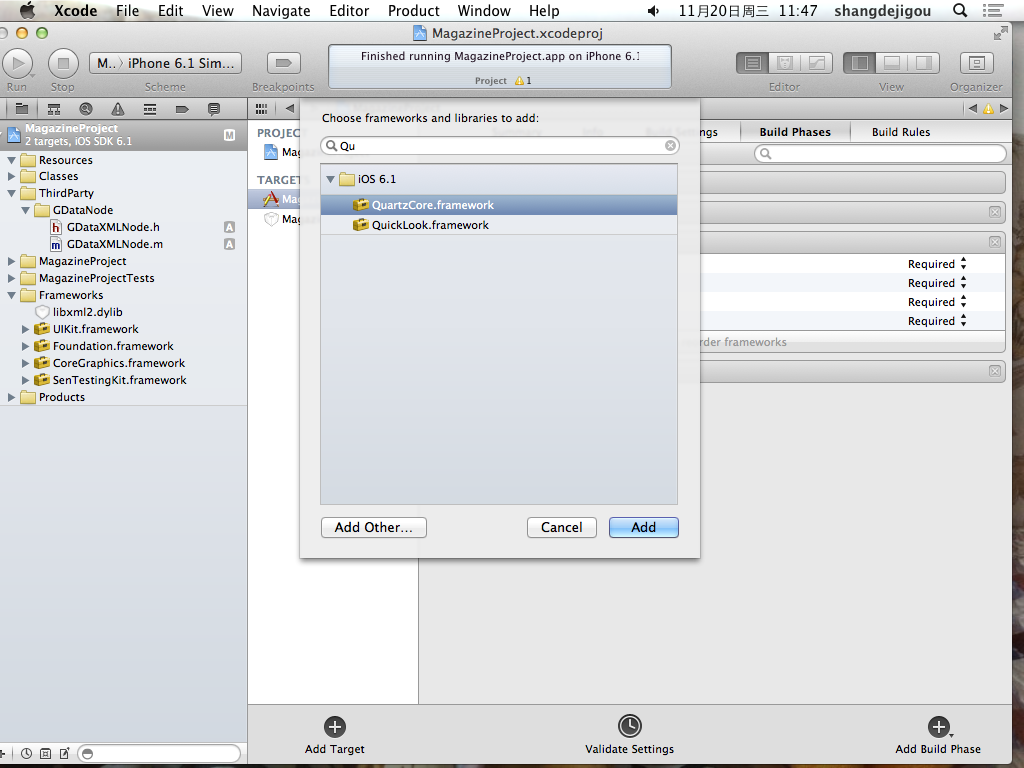 Xcode File Edit View Navigate Editor Product Window Help 11月20日周三 11:47 shangdejigou
MagazineProject.xcodeproj
M..〉iPhone 6.1 Sim...
Finished running MagazineProject.app on iPhone 6.1
Project 1
Run Stop Scheme Breakpoints Editor View Organizer
MagazineProject M
2 targets, iOS SDK 6.1
Resources
Classes
ThirdParty
GDataNode
h GDataXMLNode.h A
m GDataXMLNode.m A
MagazineProject
MagazineProjectTests
Frameworks
libxml2.dylib
UIKit.framework
Foundation.framework
CoreGraphics.framework
SenTestingKit.framework
Products
PROJEC
Mag
TARGET
Mag
Mag
Choose frameworks and libraries to add:
Qu
iOS 6.1
QuartzCore.framework
QuickLook.framework
Add Other...
Cancel
Add
Summary Info Build Settings Build Phases Build Rules
Required
Required
Required
Required
rder frameworks
Add Target
Validate Settings
Add Build Phase